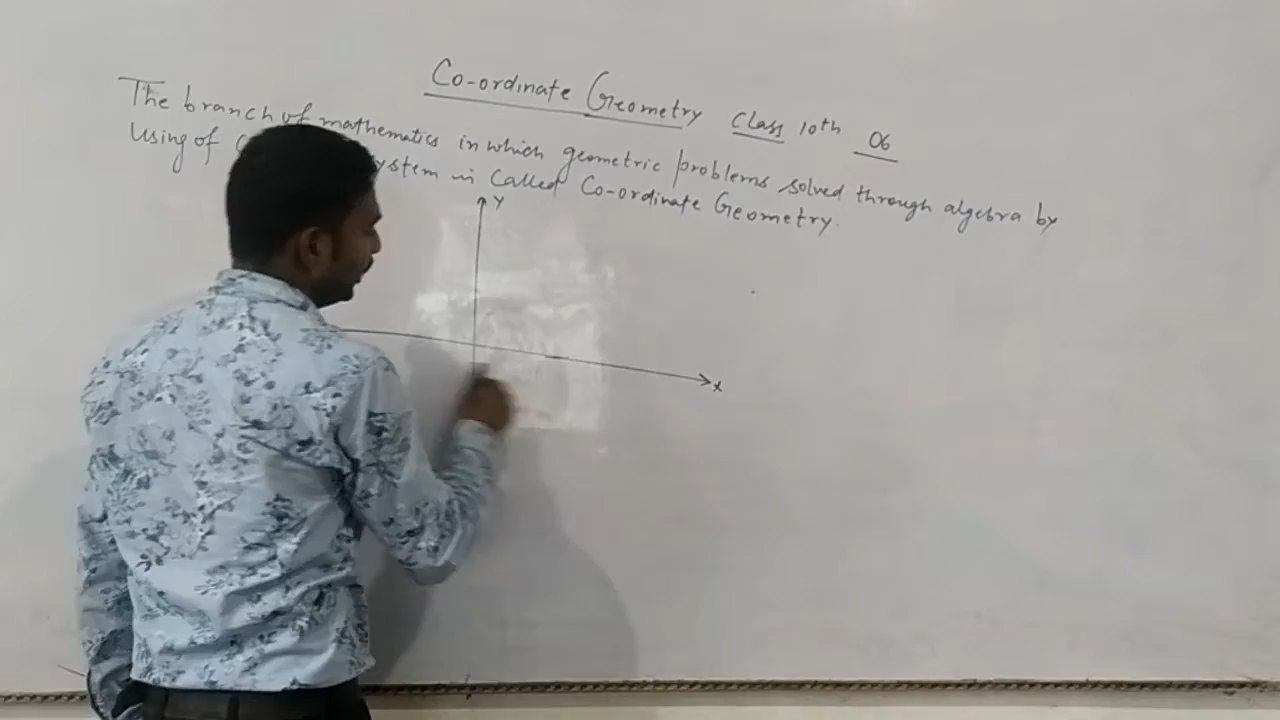 Co-ordinate Geometry Class 10th 06
The branch of mathematics in which geometric problems solved through algebra by
Using of ystem in Called Co-ordinate Geometry.
Y
X